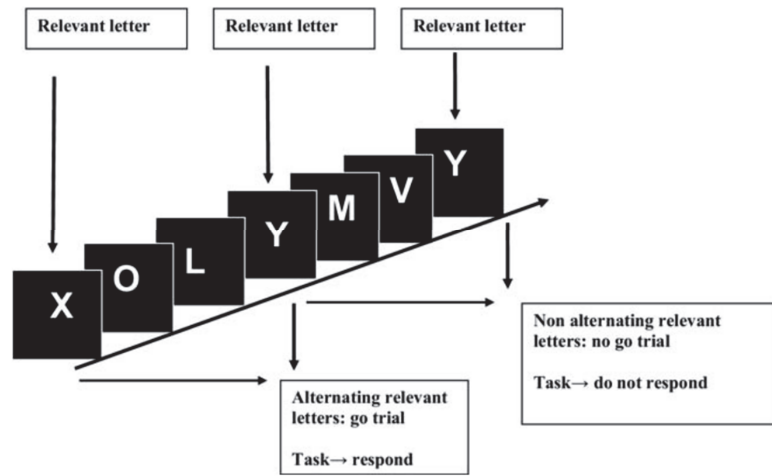 Relevant letter
Relevant letter
Relevant letter
X
O
L
Y
M
V
Y
Non alternating relevant
letters: no go trial
Task→ do not respond
Alternating relevant
letters: go trial
Task→ respond